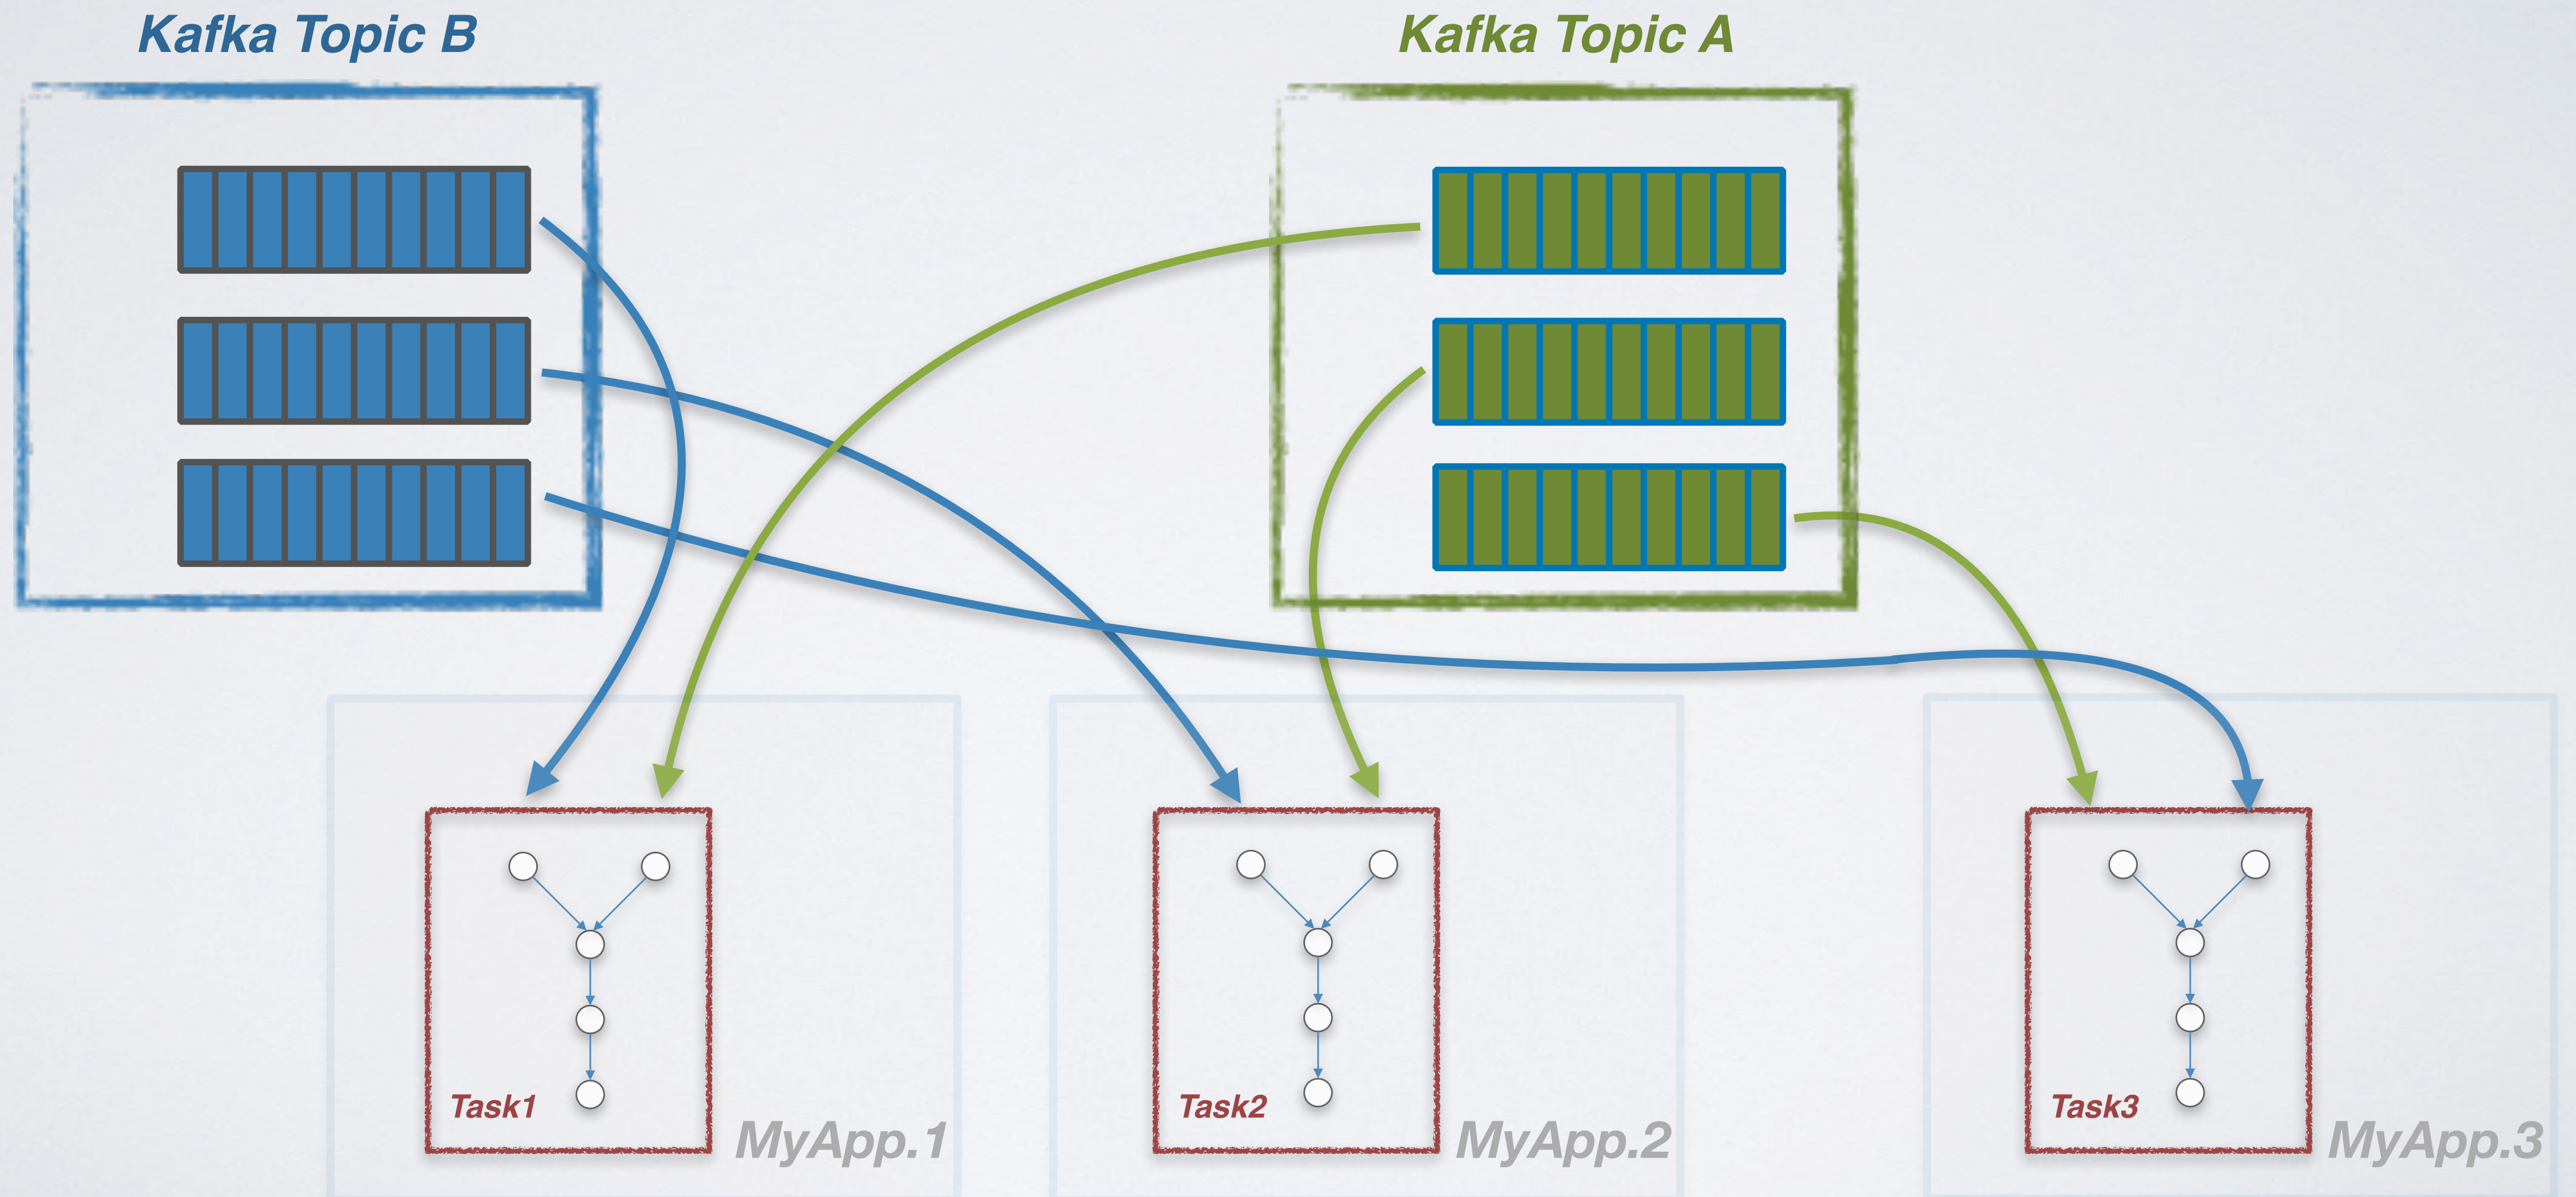 Kafka Topic B
Kafka Topic A
Task1
MyApp.1
Task2
MyApp.2
Task3
MyApp.3